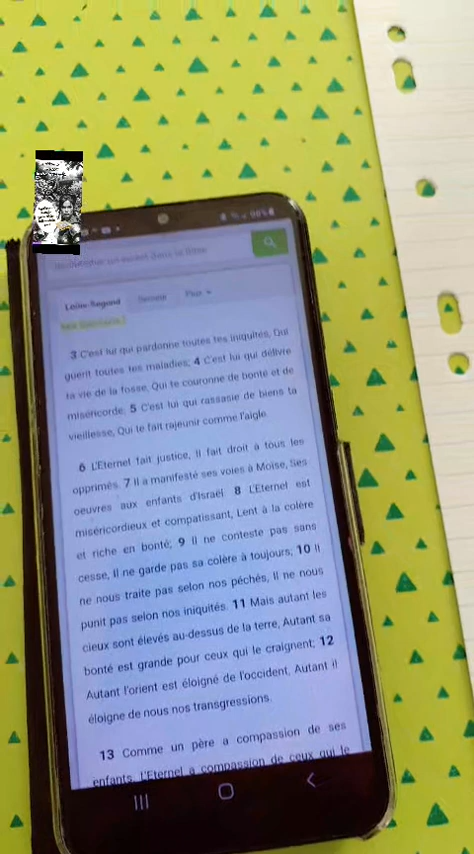 Louis-Segond Semeur Plus
3 C'est lui qui pardonne toutes tes iniquités, Qui
guérit toutes tes maladies; 4 C'est lui qui délivre
ta vie de la fosse, Qui te couronne de bonté et de
miséricorde; 5 C'est lui qui rassasie de biens ta
vieillesse, Qui te fait rajeunir comme l'aigle.
6 L'Eternel fait justice, Il fait droit à tous les
opprimés. 7 Il a manifesté ses voies à Moïse, Ses
oeuvres aux enfants d'Israël. 8 L'Eternel est
miséricordieux et compatissant, Lent à la colère
et riche en bonté; 9 Il ne conteste pas sans
cesse, Il ne garde pas sa colère à toujours; 10 Il
ne nous traite pas selon nos péchés, Il ne nous
punit pas selon nos iniquités. 11 Mais autant les
cieux sont élevés au-dessus de la terre, Autant sa
bonté est grande pour ceux qui le craignent; 12
Autant l'orient est éloigné de l'occident, Autant il
éloigne de nous nos transgressions.
13 Comme un père a compassion de ses
enfants, L'Eternel a compassion de ceux qui le